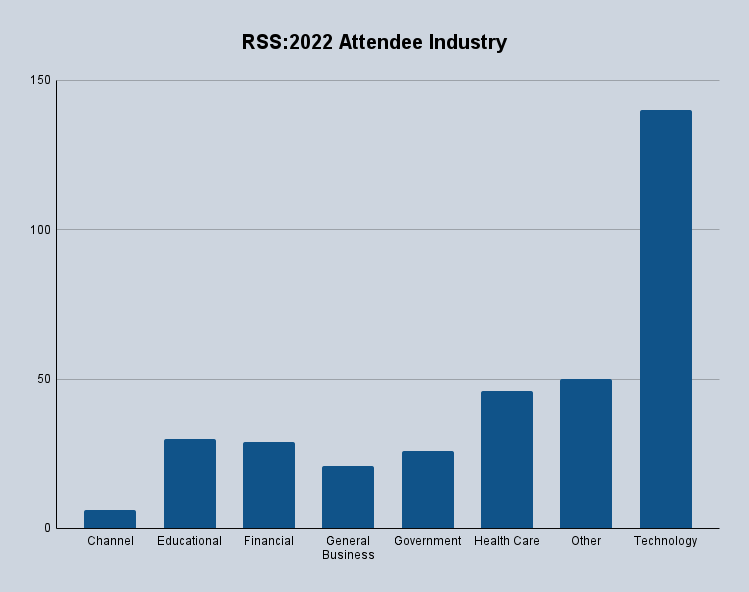 RSS:2022 Attendee Industry
150
100
50
0
Channel
Educational
Financial
General
Business
Government
Health Care
Other
Technology